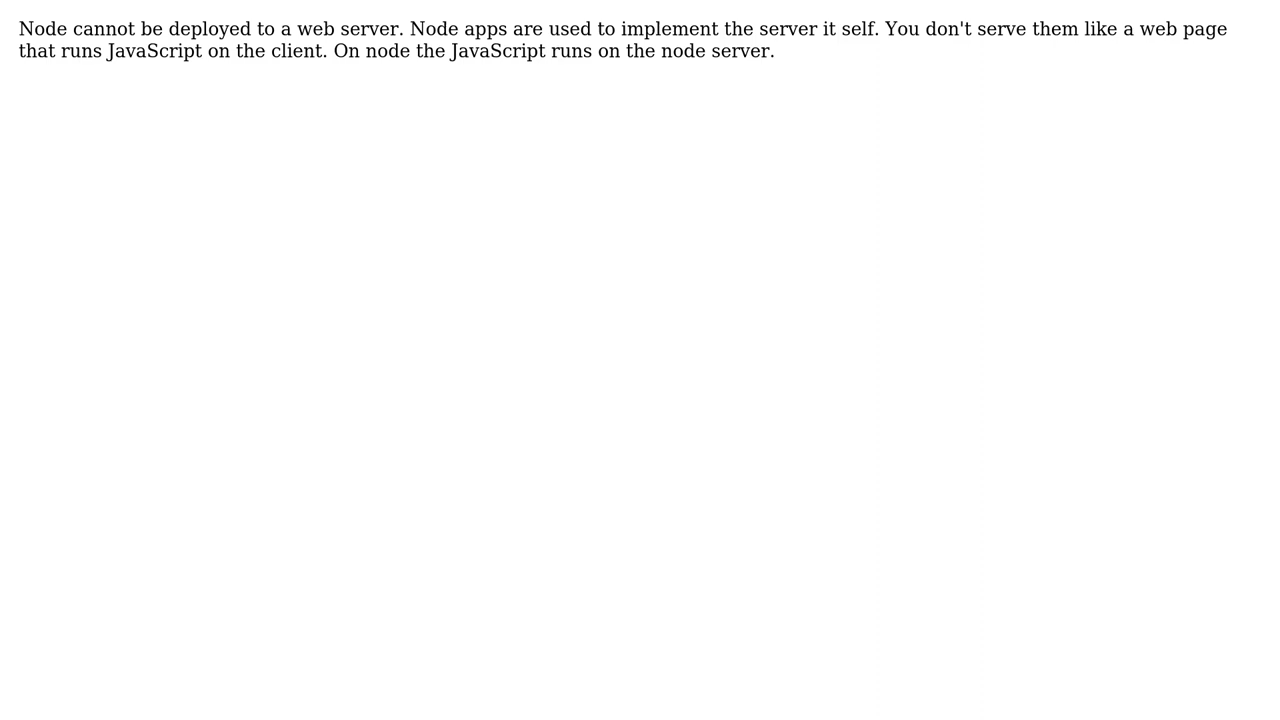 Node cannot be deployed to a web server. Node apps are used to implement the server it self. You don't serve them like a web page
that runs JavaScript on the client. On node the JavaScript runs on the node server.